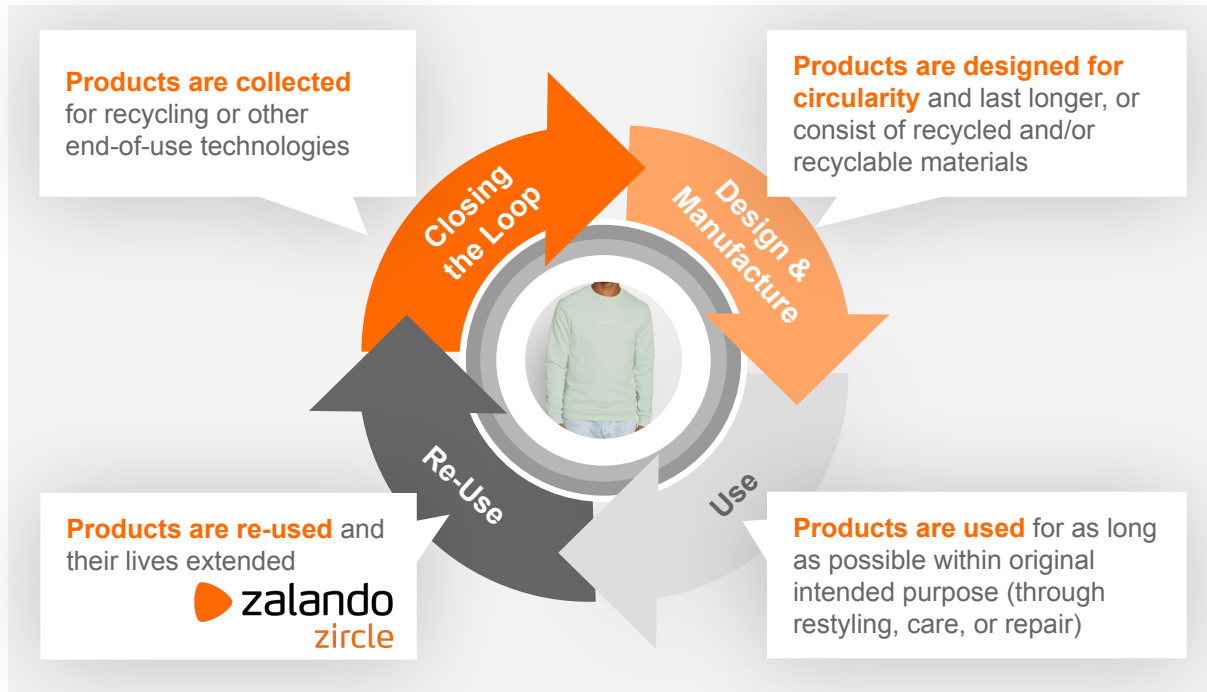 Products are collected
for recycling or other
end-of-use technologies
Products are designed for
circularity and last longer, or
consist of recycled and/or
recyclable materials
Closing
the Loop
Design &
Manufacture
Re-Use
Use
Products are re-used and
their lives extended
zalando
zircle
Products are used for as long
as possible within original
intended purpose (through
restyling, care, or repair)